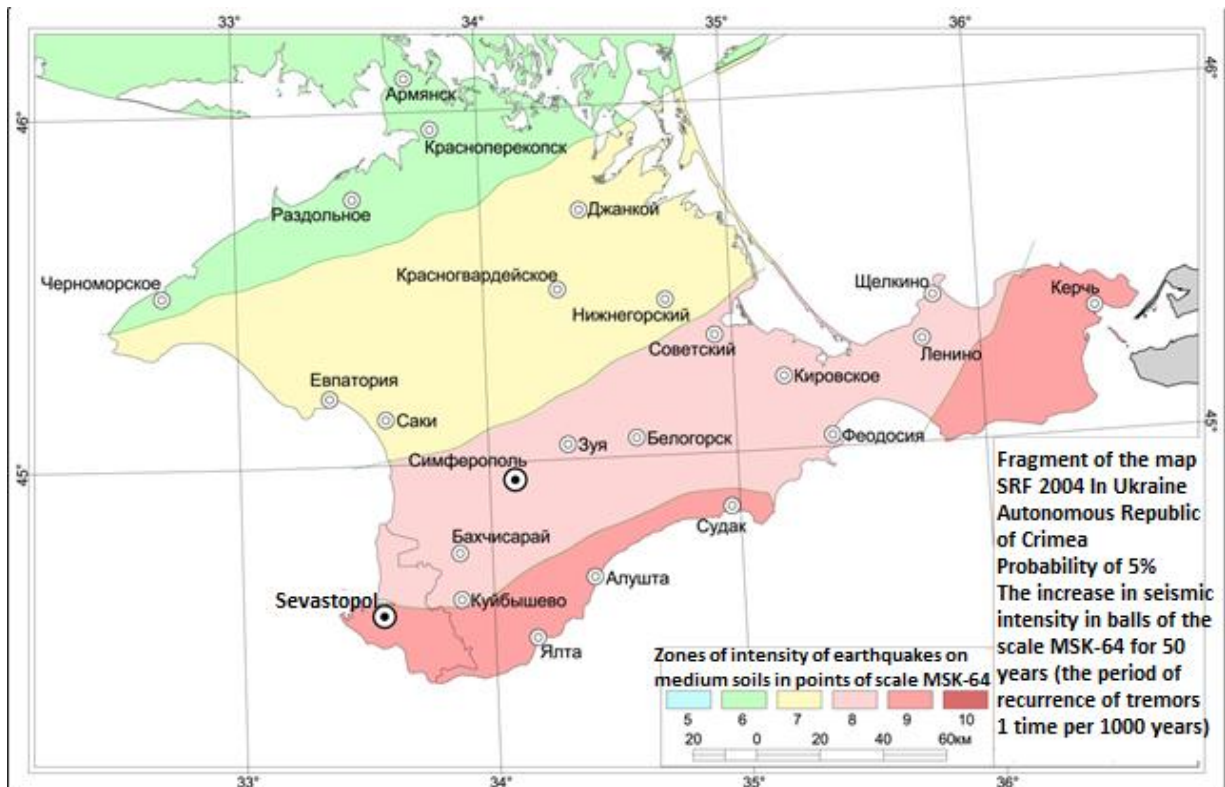 33°
34°
35°
36°
46°
46°
Армянск
Красноперекопск
Раздольное
Джанкой
Черноморское
Красногвардейское
Нижнегорский
Щелкино
Керчь
Советский
Ленино
Кировское
Евпатория
Саки
Зуя
Белогорск
Феодосия
45°
45°
Симферополь
Судак
Бахчисарай
Алушта
Sevastopol
Куйбышево
Ялта
Fragment of the map
SRF 2004 In Ukraine
Autonomous Republic
of Crimea
Probability of 5%
The increase in seismic
intensity in balls of the
scale MSK-64 for 50
years (the period of
recurrence of tremors
1 time per 1000 years)
Zones of intensity of earthquakes on
medium soils in points of scale MSK-64
5 6 7 8 9 10
20 0 20 40 60км
33°
34°
35°
36°